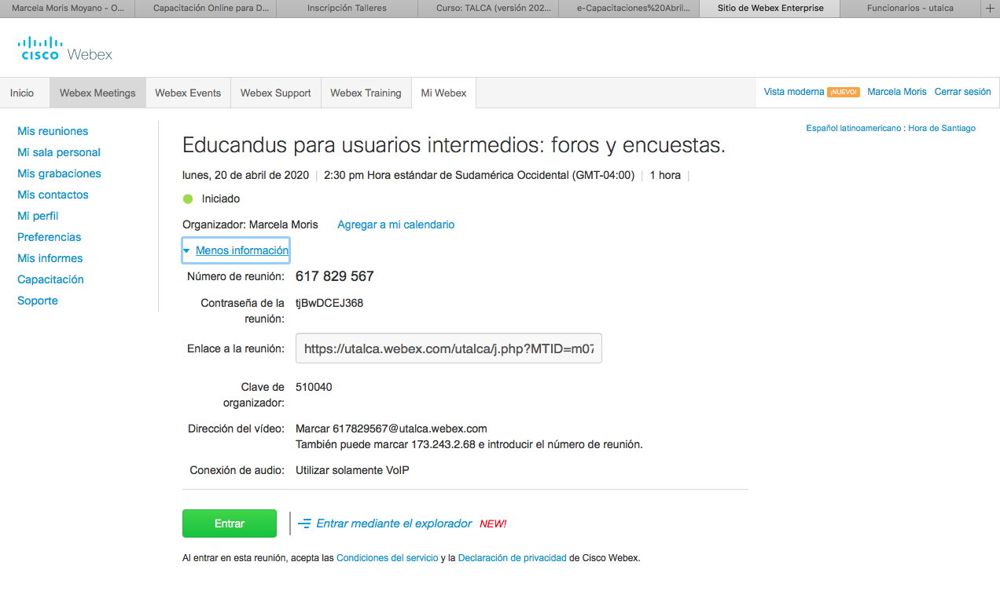 Marcela Moris Moyano - O... Capacitación Online para D... Inscripción Talleres Curso: TALCA (versión 202... e-Capacitaciones%20Abril... Sitio de Webex Enterprise Funcionarios - utalca +
CISCO Webex
Inicio Webex Meetings Webex Events Webex Support Webex Training Mi Webex Vista moderna ¡NUEVO! Marcela Moris Cerrar sesión
Español latinoamericano : Hora de Santiago
Mis reuniones
Mi sala personal
Mis grabaciones
Mis contactos
Mi perfil
Preferencias
Mis informes
Capacitación
Soporte
Educandus para usuarios intermedios: foros y encuestas.
lunes, 20 de abril de 2020 | 2:30 pm Hora estándar de Sudamérica Occidental (GMT-04:00) | 1 hora |
Iniciado
Organizador: Marcela Moris Agregar a mi calendario
Menos información
Número de reunión: 617 829 567
Contraseña de la reunión: tjBwDCEJ368
Enlace a la reunión: https://utalca.webex.com/utalca/j.php?MTID=m07
Clave de organizador: 510040
Dirección del vídeo: Marcar 617829567@utalca.webex.com
También puede marcar 173.243.2.68 e introducir el número de reunión.
Conexión de audio: Utilizar solamente VoIP
Entrar Entrar mediante el explorador NEW!
Al entrar en esta reunión, acepta las Condiciones del servicio y la Declaración de privacidad de Cisco Webex.